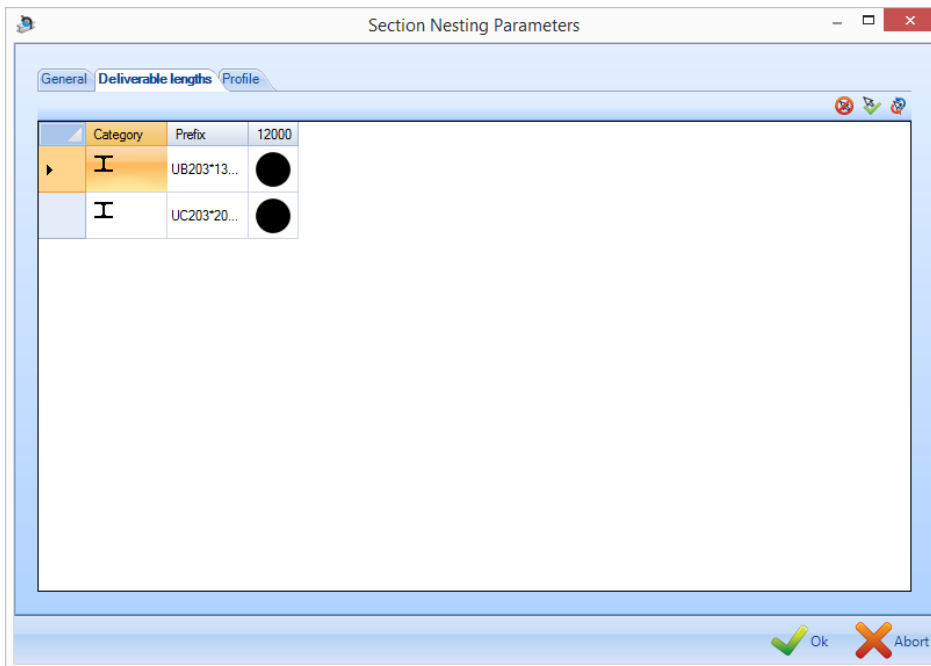 Section Nesting Parameters
General Deliverable lengths Profile
Category Prefix 12000
UB203*13...
UC203*20...
Ok Abort